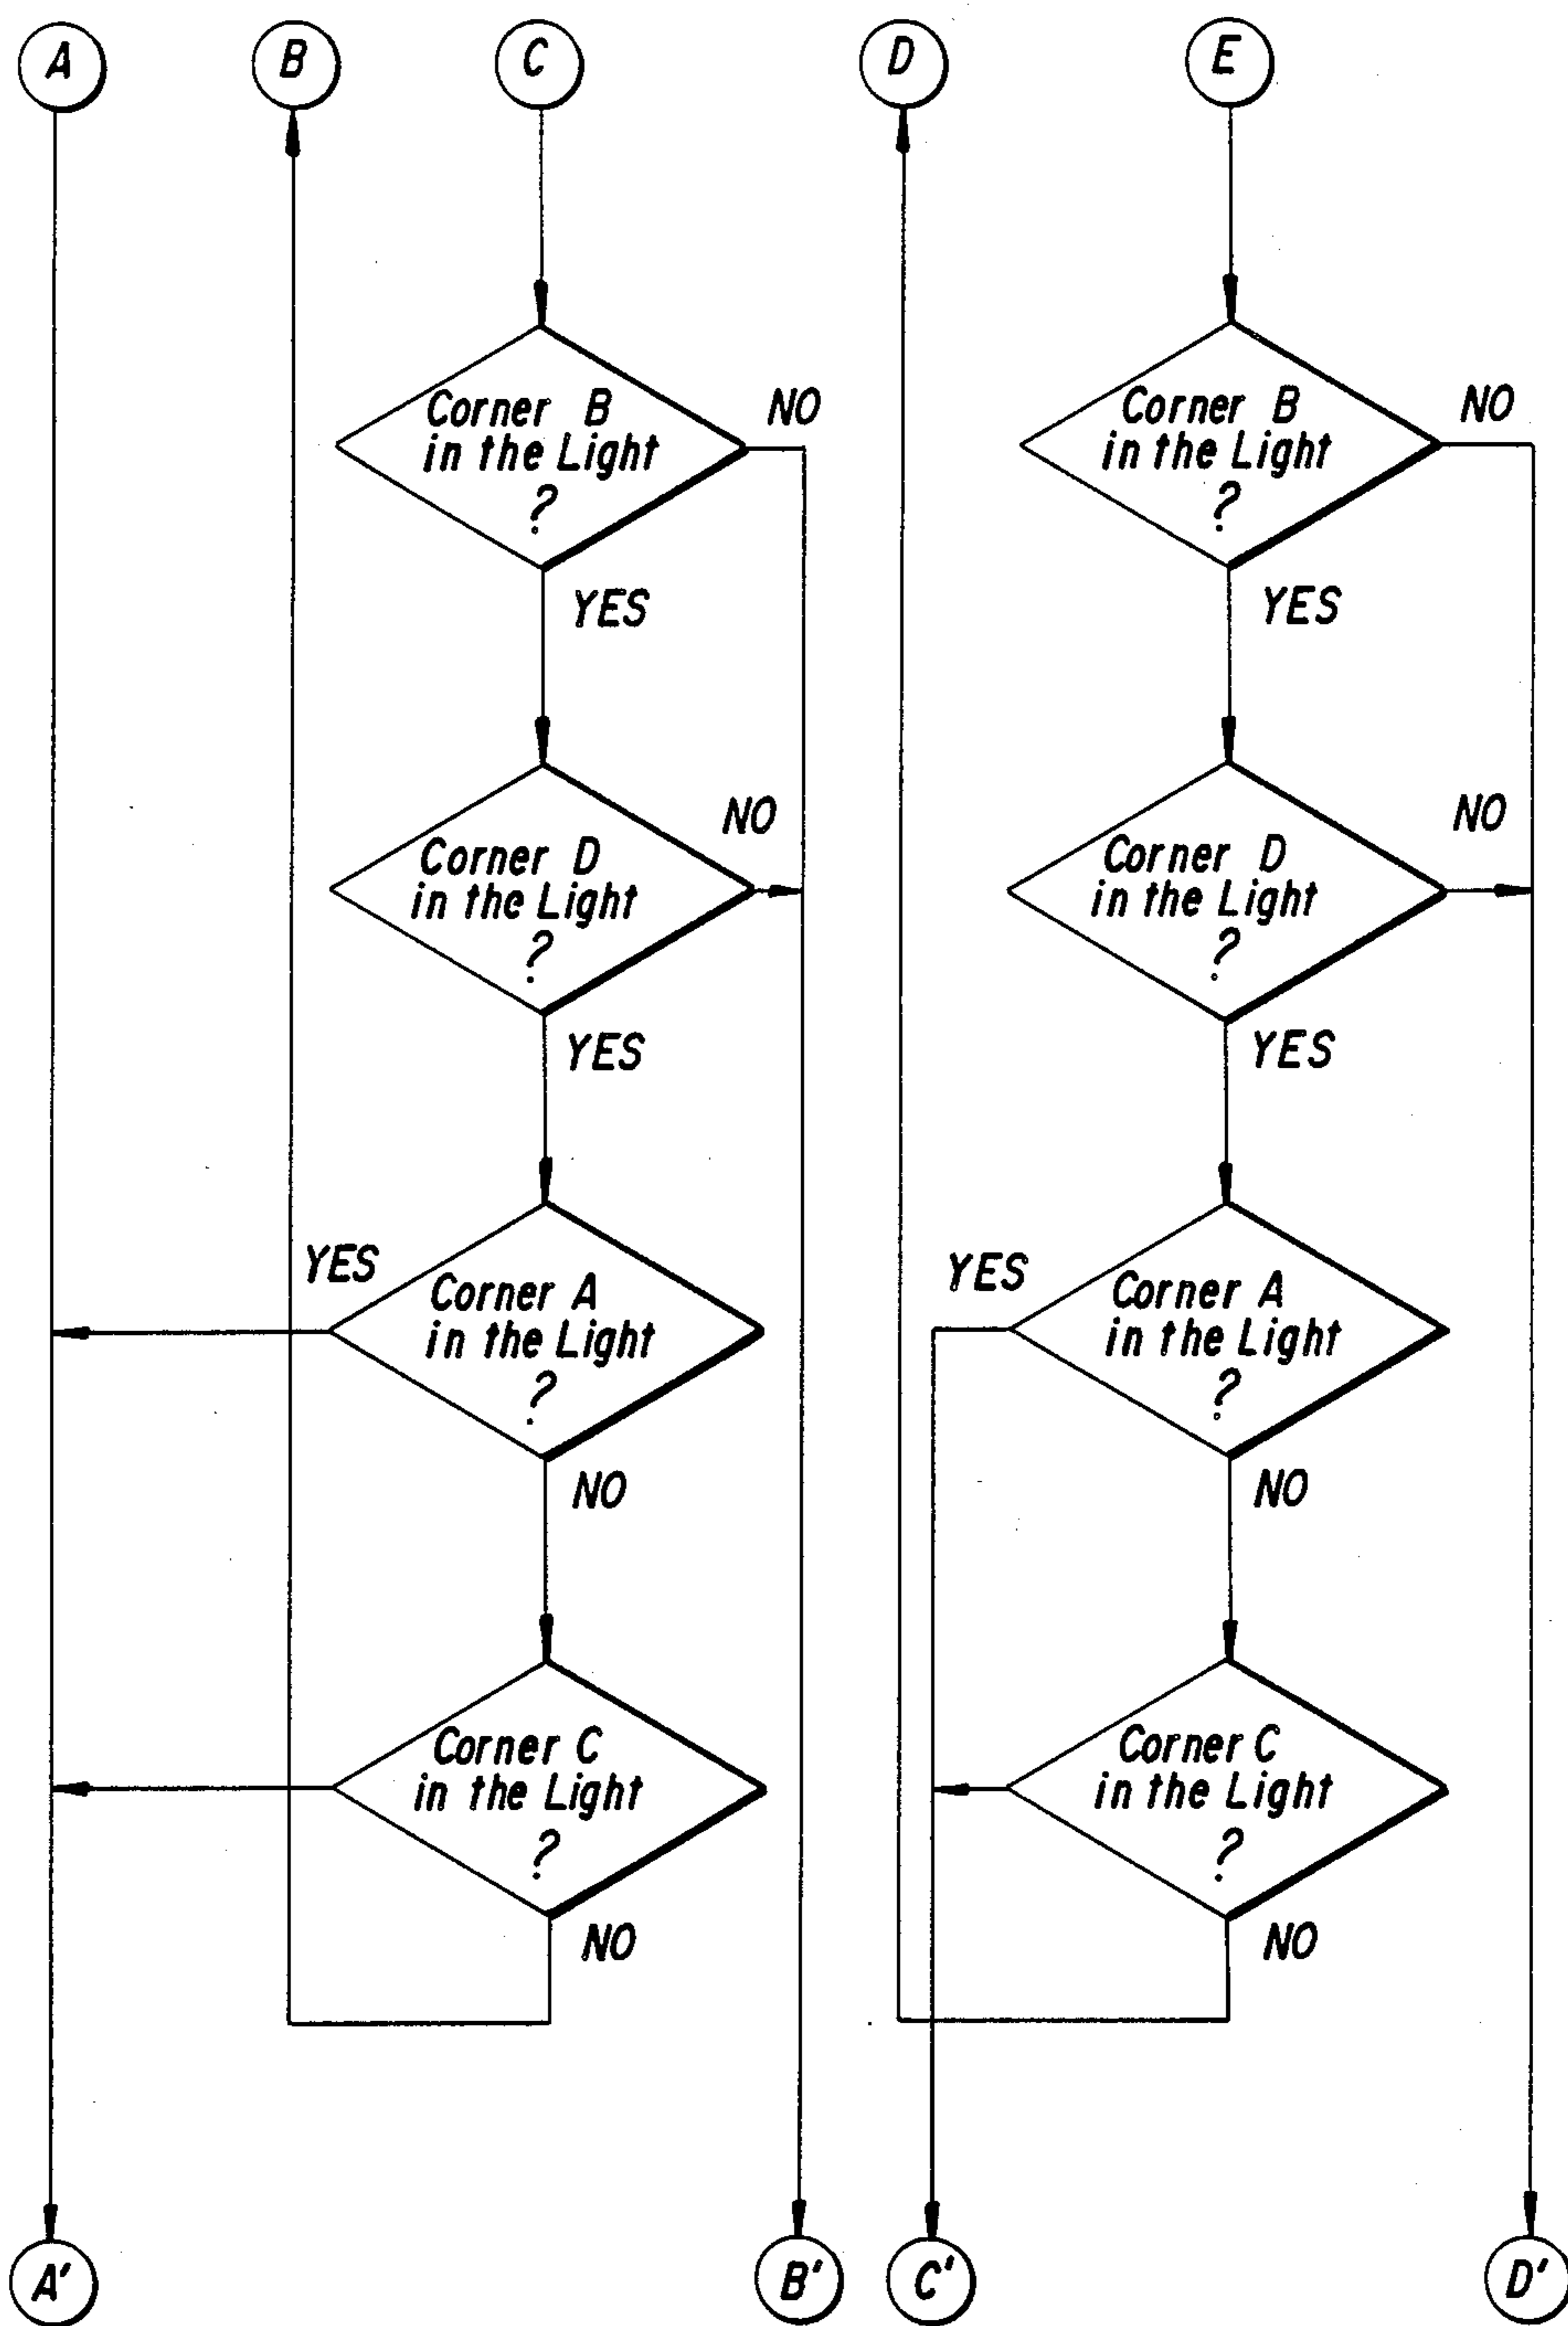 A
B
C
D
E
Corner B
in the Light
?
NO
YES
Corner D
in the Light
?
NO
YES
YES
Corner A
in the Light
?
NO
Corner C
in the Light
?
NO
Corner B
in the Light
?
NO
YES
Corner D
in the Light
?
NO
YES
YES
Corner A
in the Light
?
NO
Corner C
in the Light
?
NO
A'
B'
C'
D'